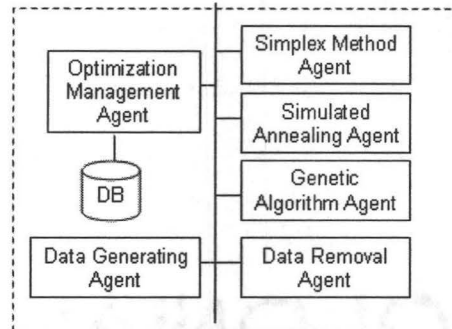 Optimization
Management
Agent
DB
Data Generating
Agent
Simplex Method
Agent
Simulated
Annealing Agent
Genetic
Algorithm Agent
Data Removal
Agent